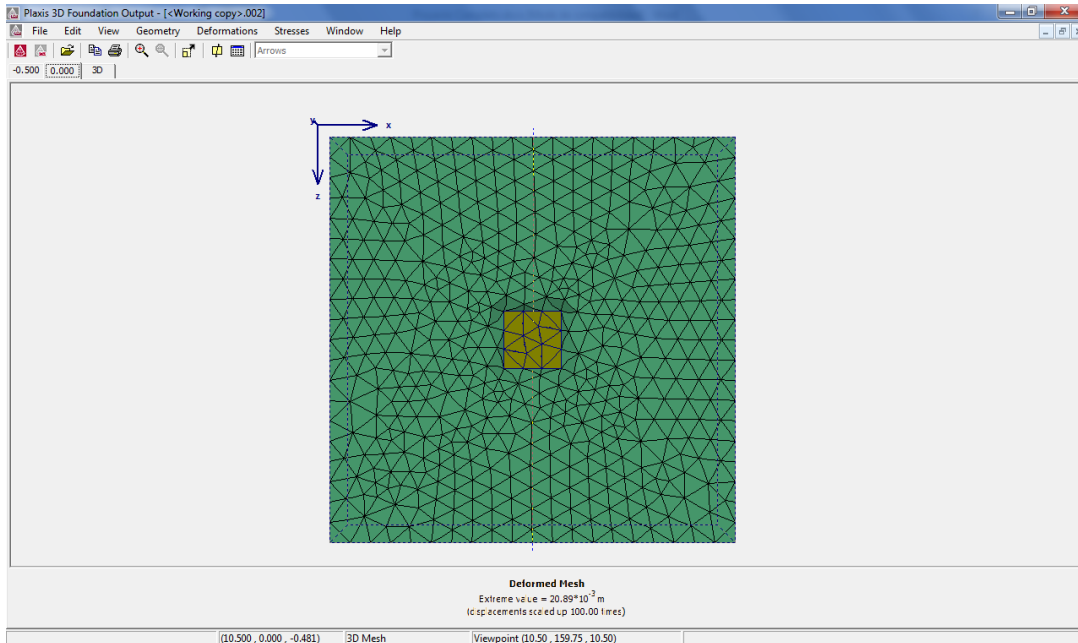 Plaxis 3D Foundation Output - [<Working copy>.002]
File Edit View Geometry Deformations Stresses Window Help
Arrows
-0.500 0.000 3D
y x
z
Deformed Mesh
Extreme value = 20.89*10-3 m
(displacements scaled up 100.00 times)
(10.500 , 0.000 , -0.481) 3D Mesh Viewpoint (10.50 , 159.75 , 10.50)